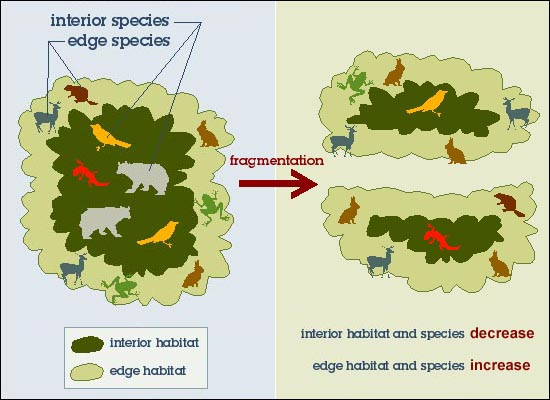 interior species
edge species
fragmentation
interior habitat
edge habitat
interior habitat and species decrease
edge habitat and species increase